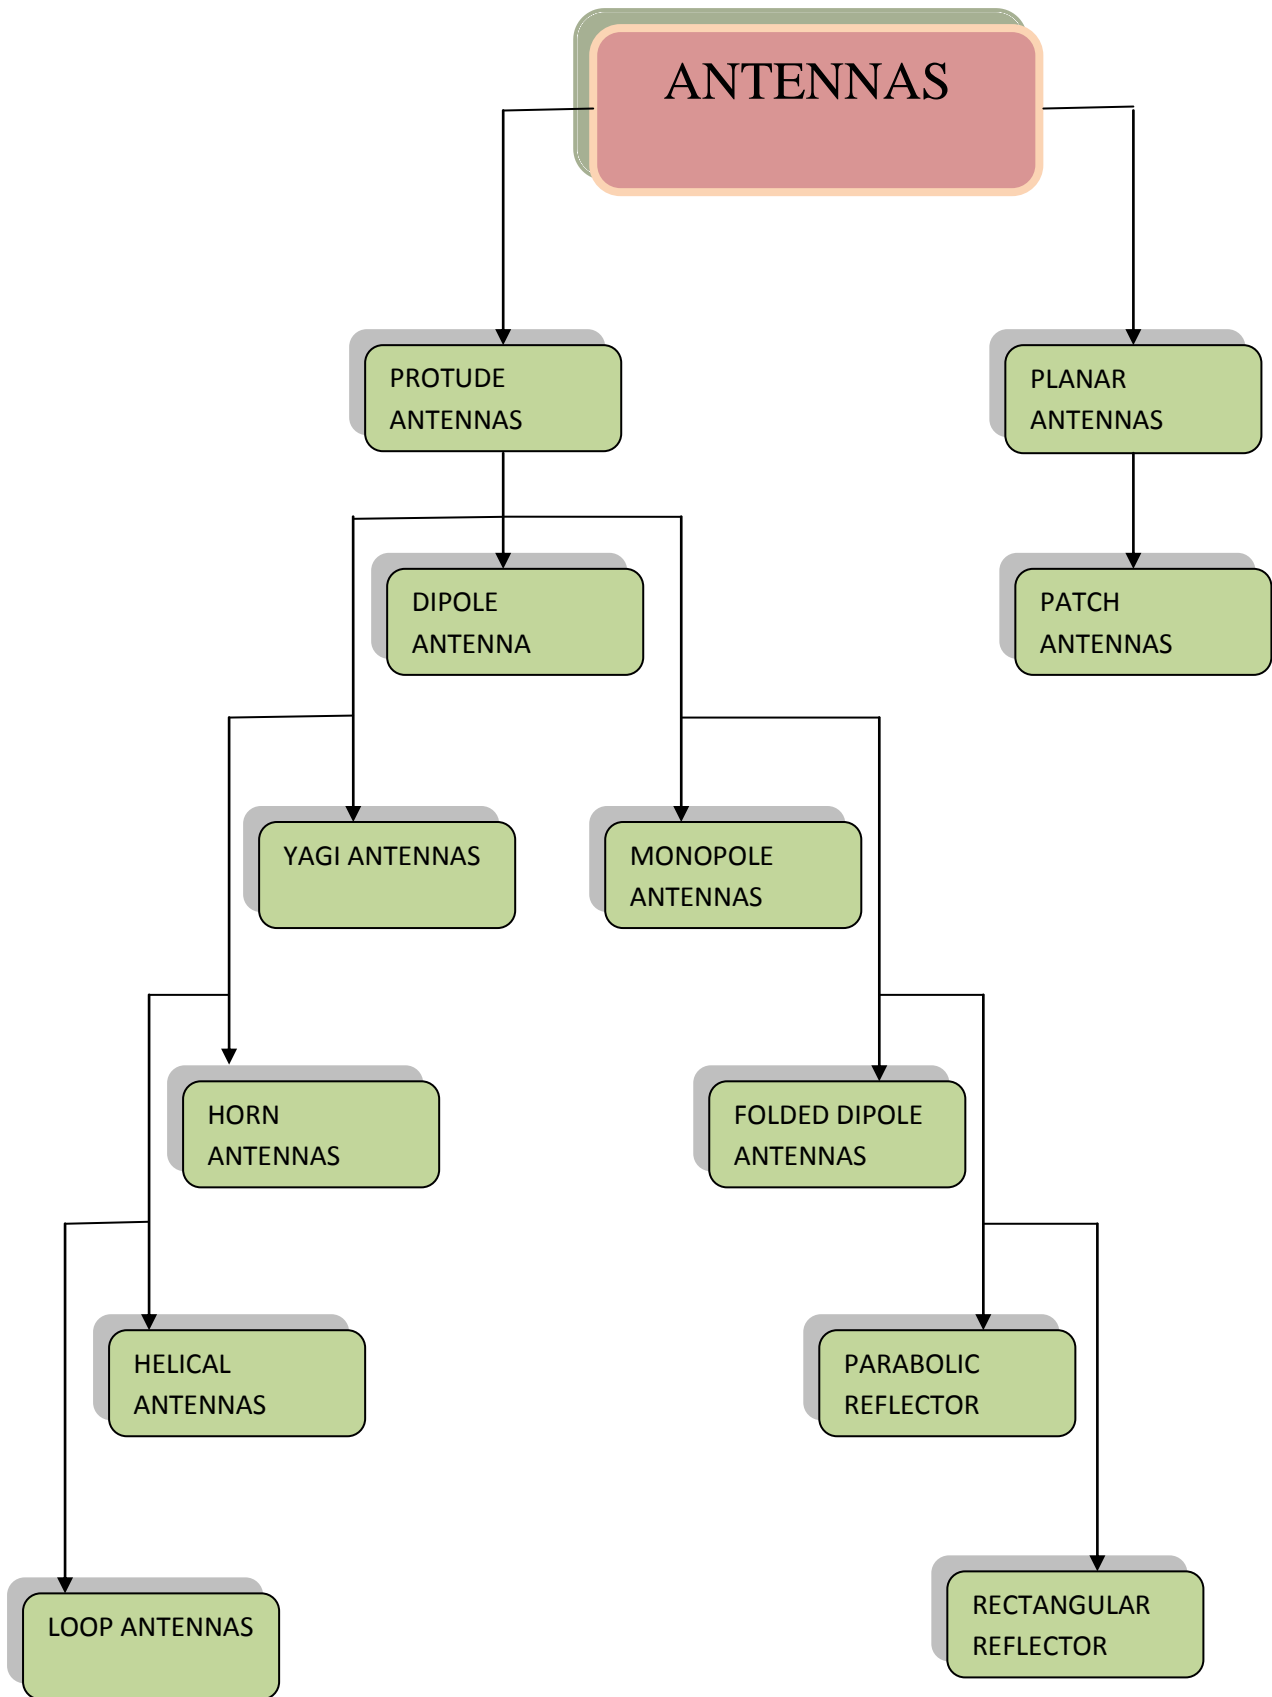 ANTENNAS
PROTUDE
ANTENNAS
PLANAR
ANTENNAS
DIPOLE
ANTENNA
PATCH
ANTENNAS
YAGI ANTENNAS
MONOPOLE
ANTENNAS
HORN
ANTENNAS
FOLDED DIPOLE
ANTENNAS
HELICAL
ANTENNAS
PARABOLIC
REFLECTOR
LOOP ANTENNAS
RECTANGULAR
REFLECTOR